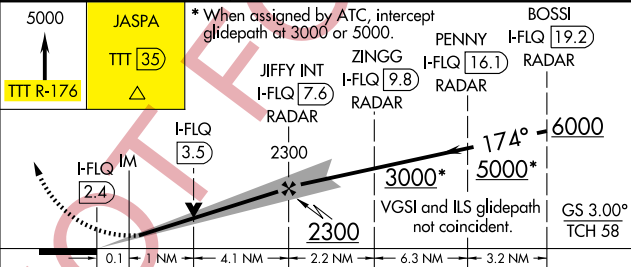 5000
TTT R-176
JASPA
TTT 35
* When assigned by ATC, intercept
glidepath at 3000 or 5000.
BOSSI
I-FLQ 19.2
RADAR
PENNY
I-FLQ 16.1
RADAR
ZINGG
I-FLQ 9.8
RADAR
JIFFY INT
I-FLQ 7.6
RADAR
I-FLQ
3.5
IM
I-FLQ
2.4
2300
174°
6000
5000*
3000*
2300
VGSI and ILS glidepath
not coincident.
GS 3.00°
TCH 58
0.1
1 NM
4.1 NM
2.2 NM
6.3 NM
3.2 NM